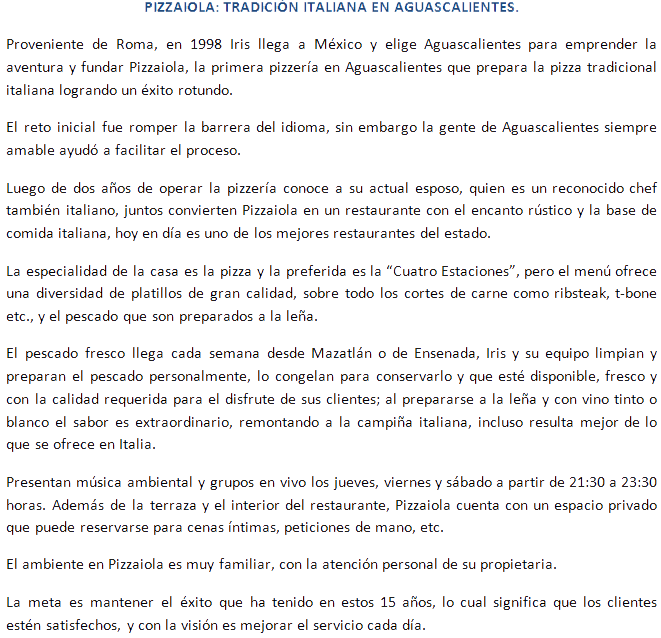 PIZZAIOLA: TRADICIÓN ITALIANA EN AGUASCALIENTES.
Proveniente de Roma, en 1998 Iris llega a México y elige Aguascalientes para emprender la
aventura y fundar Pizzaiola, la primera pizzería en Aguascalientes que prepara la pizza tradicional
italiana logrando un éxito rotundo.
El reto inicial fue romper la barrera del idioma, sin embargo la gente de Aguascalientes siempre
amable ayudó a facilitar el proceso.
Luego de dos años de operar la pizzería conoce a su actual esposo, quien es un reconocido chef
también italiano, juntos convierten Pizzaiola en un restaurante con el encanto rústico y la base de
comida italiana, hoy en día es uno de los mejores restaurantes del estado.
La especialidad de la casa es la pizza y la preferida es la “Cuatro Estaciones”, pero el menú ofrece
una diversidad de platillos de gran calidad, sobre todo los cortes de carne como ribsteak, t-bone
etc., y el pescado que son preparados a la leña.
El pescado fresco llega cada semana desde Mazatlán o de Ensenada, Iris y su equipo limpian y
preparan el pescado personalmente, lo congelan para conservarlo y que esté disponible, fresco y
con la calidad requerida para el disfrute de sus clientes; al prepararse a la leña y con vino tinto o
blanco el sabor es extraordinario, remontando a la campiña italiana, incluso resulta mejor de lo
que se ofrece en Italia.
Presentan música ambiental y grupos en vivo los jueves, viernes y sábado a partir de 21:30 a 23:30
horas. Además de la terraza y el interior del restaurante, Pizzaiola cuenta con un espacio privado
que puede reservarse para cenas íntimas, peticiones de mano, etc.
El ambiente en Pizzaiola es muy familiar, con la atención personal de su propietaria.
La meta es mantener el éxito que ha tenido en estos 15 años, lo cual significa que los clientes
estén satisfechos, y con la visión es mejorar el servicio cada día.